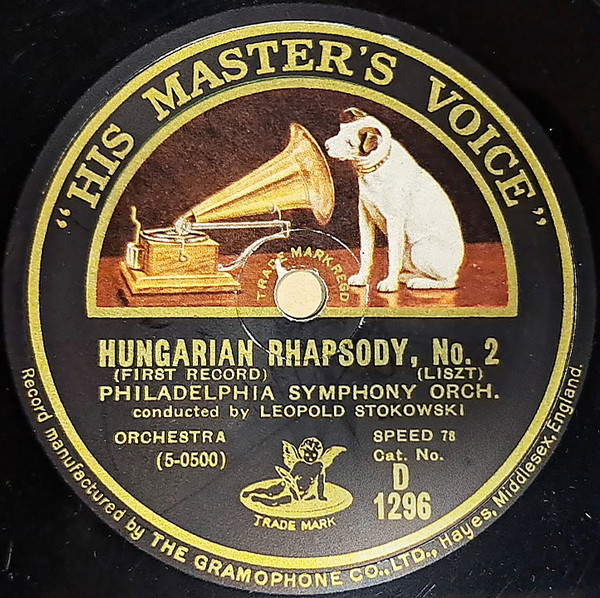 "HIS MASTER'S VOICE"
TRADE MARK REGD
HUNGARIAN RHAPSODY, No. 2
(FIRST RECORD) (LISZT)
PHILADELPHIA SYMPHONY ORCH.
conducted by LEOPOLD STOKOWSKI
ORCHESTRA SPEED 78
(5-0500) Cat. No.
D
1296
TRADE MARK
Record manufactured by THE GRAMOPHONE CO., LTD., Hayes, Middlesex, England.